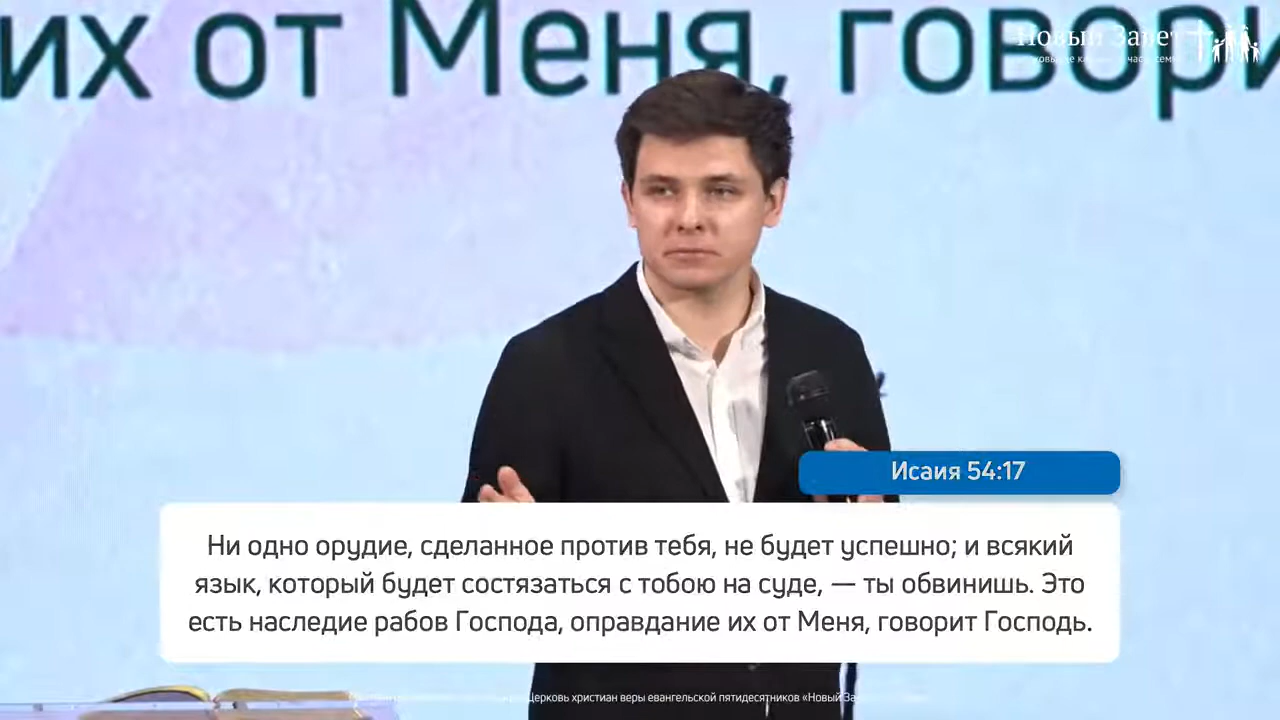 их от Меня, говори
Новый Завет
Исаия 54:17
Ни одно орудие, сделанное против тебя, не будет успешно; и всякий
язык, который будет состязаться с тобою на суде, — ты обвинишь. Это
есть наследие рабов Господа, оправдание их от Меня, говорит Господь.
Церковь христиан веры евангельской пятидесятников «Новый